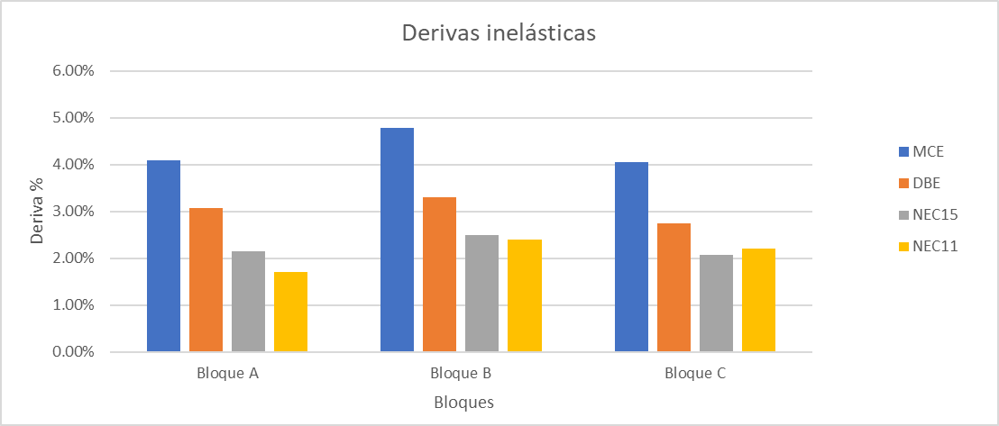 Derivas inelásticas
6.00%
5.00%
4.00%
3.00%
2.00%
1.00%
0.00%
Deriva %
Bloque A
Bloque B
Bloque C
Bloques
MCE
DBE
NEC15
NEC11